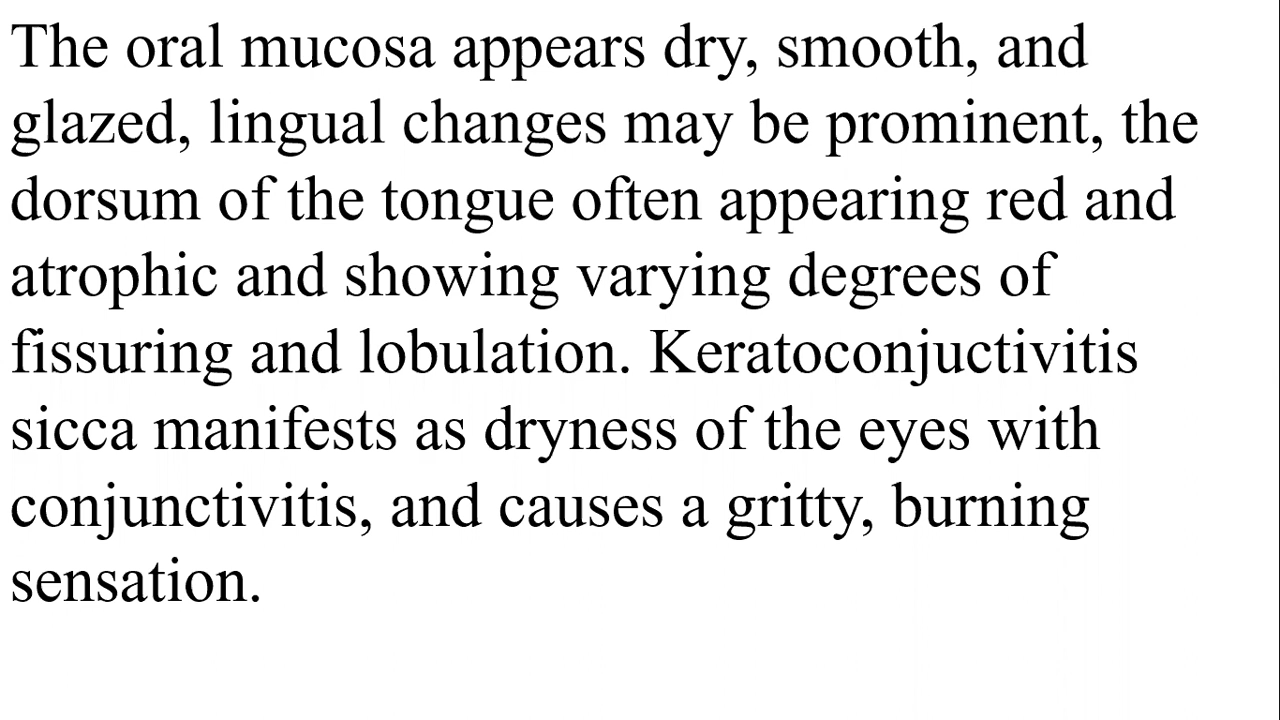 The oral mucosa appears dry, smooth, and
glazed, lingual changes may be prominent, the
dorsum of the tongue often appearing red and
atrophic and showing varying degrees of
fissuring and lobulation. Keratoconjuctivitis
sicca manifests as dryness of the eyes with
conjunctivitis, and causes a gritty, burning
sensation.